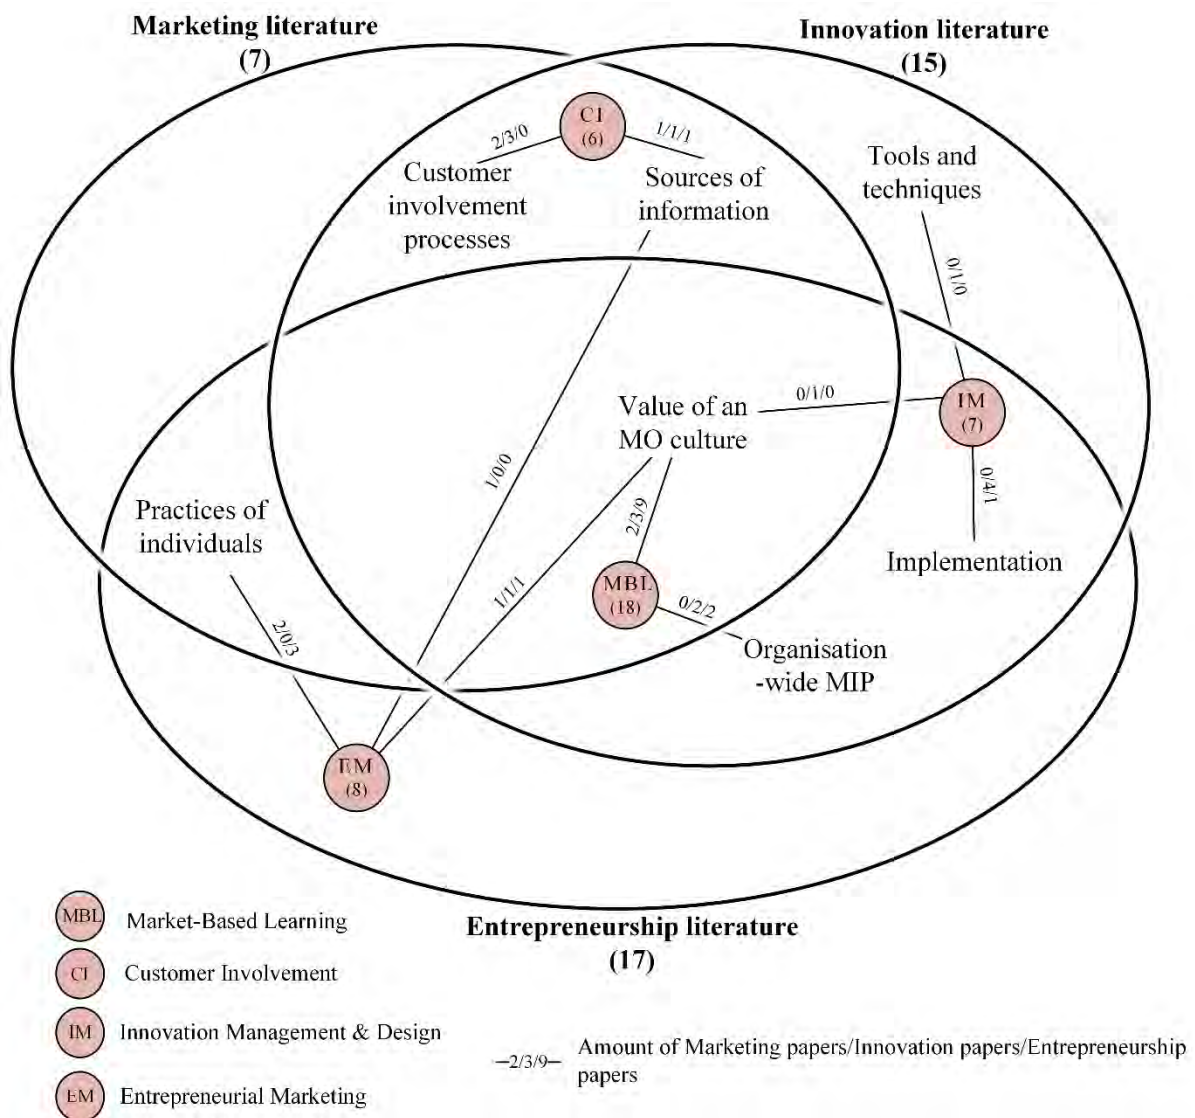 Marketing literature
(7)
Innovation literature
(15)
CI
(6)
2/3/0
1/1/1
Customer
involvement
processes
Sources of
information
Tools and
techniques
0/1/0
Value of an
MO culture
0/1/0
IM
(7)
0/4/1
Implementation
1/0/0
2/3/9
1/1/1
Practices of
individuals
2/0/3
MBL
(18)
0/2/2
Organisation
-wide MIP
EM
(8)
Entrepreneurship literature
(17)
MBL Market-Based Learning
CI Customer Involvement
IM Innovation Management & Design
EM Entrepreneurial Marketing
2/3/9 Amount of Marketing papers/Innovation papers/Entrepreneurship
papers